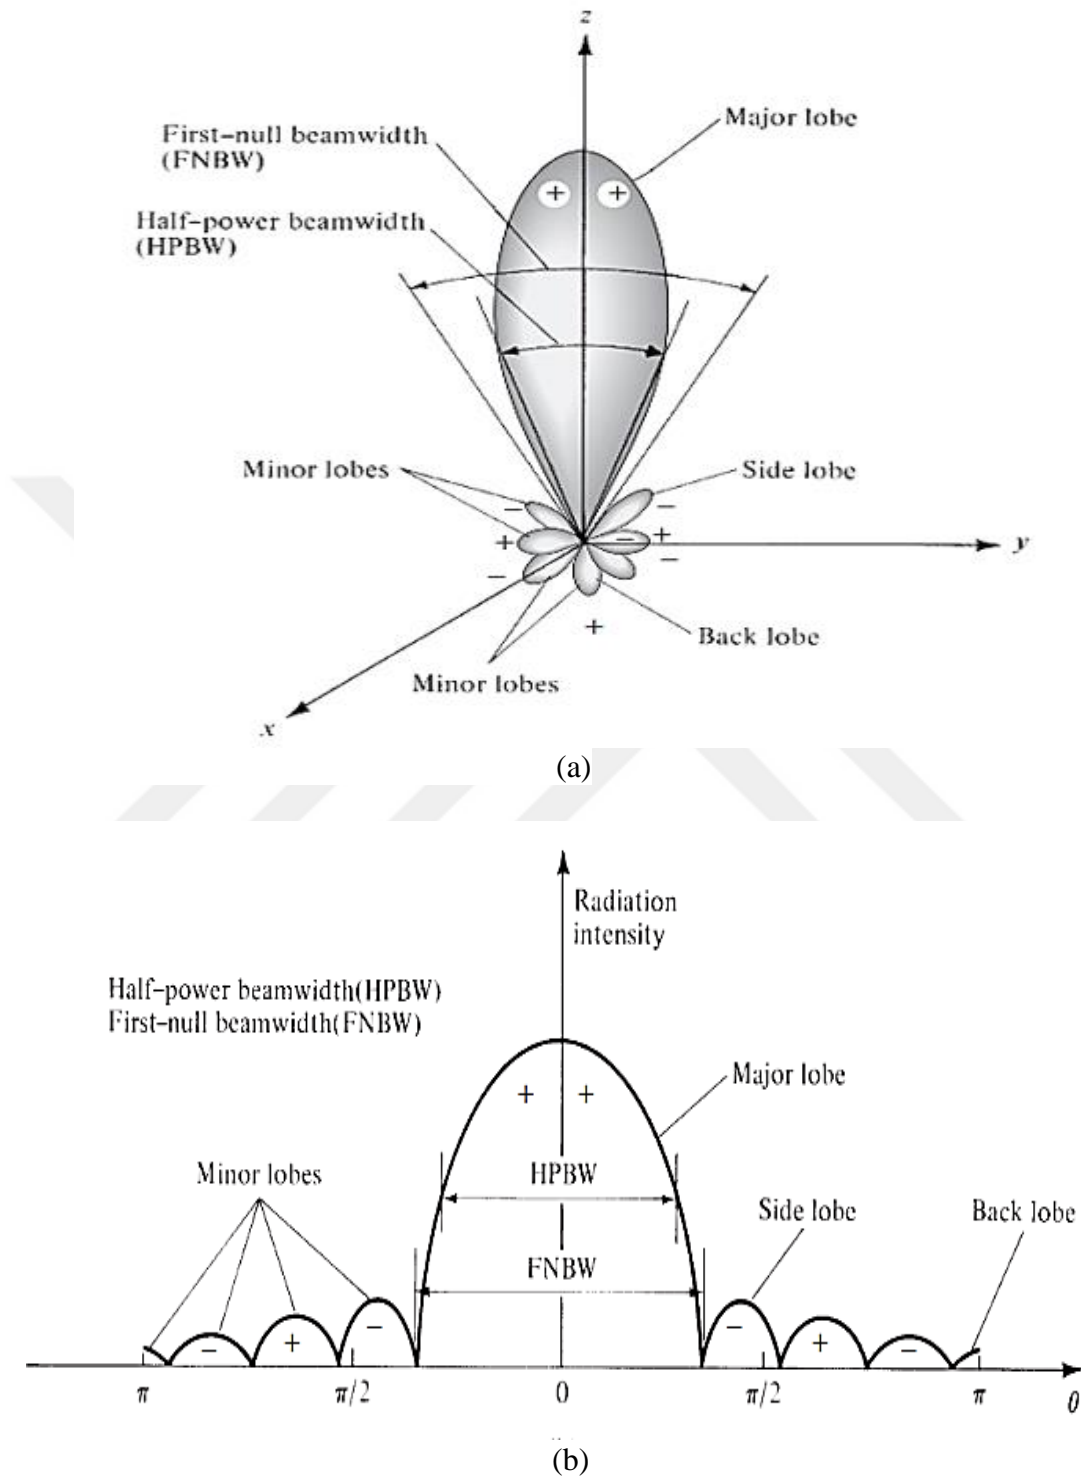 z
Major lobe
First-null beamwidth
(FNBW)
+ +
Half-power beamwidth
(HPBW)
Minor lobes
Side lobe
− −
+ − +
− −
y
+
Back lobe
Minor lobes
x
(a)
Radiation
intensity
Half-power beamwidth(HPBW)
First-null beamwidth(FNBW)
Major lobe
+ +
Minor lobes
HPBW
Side lobe
Back lobe
FNBW
− + − − + −
π π/2 0 π/2 π θ
(b)